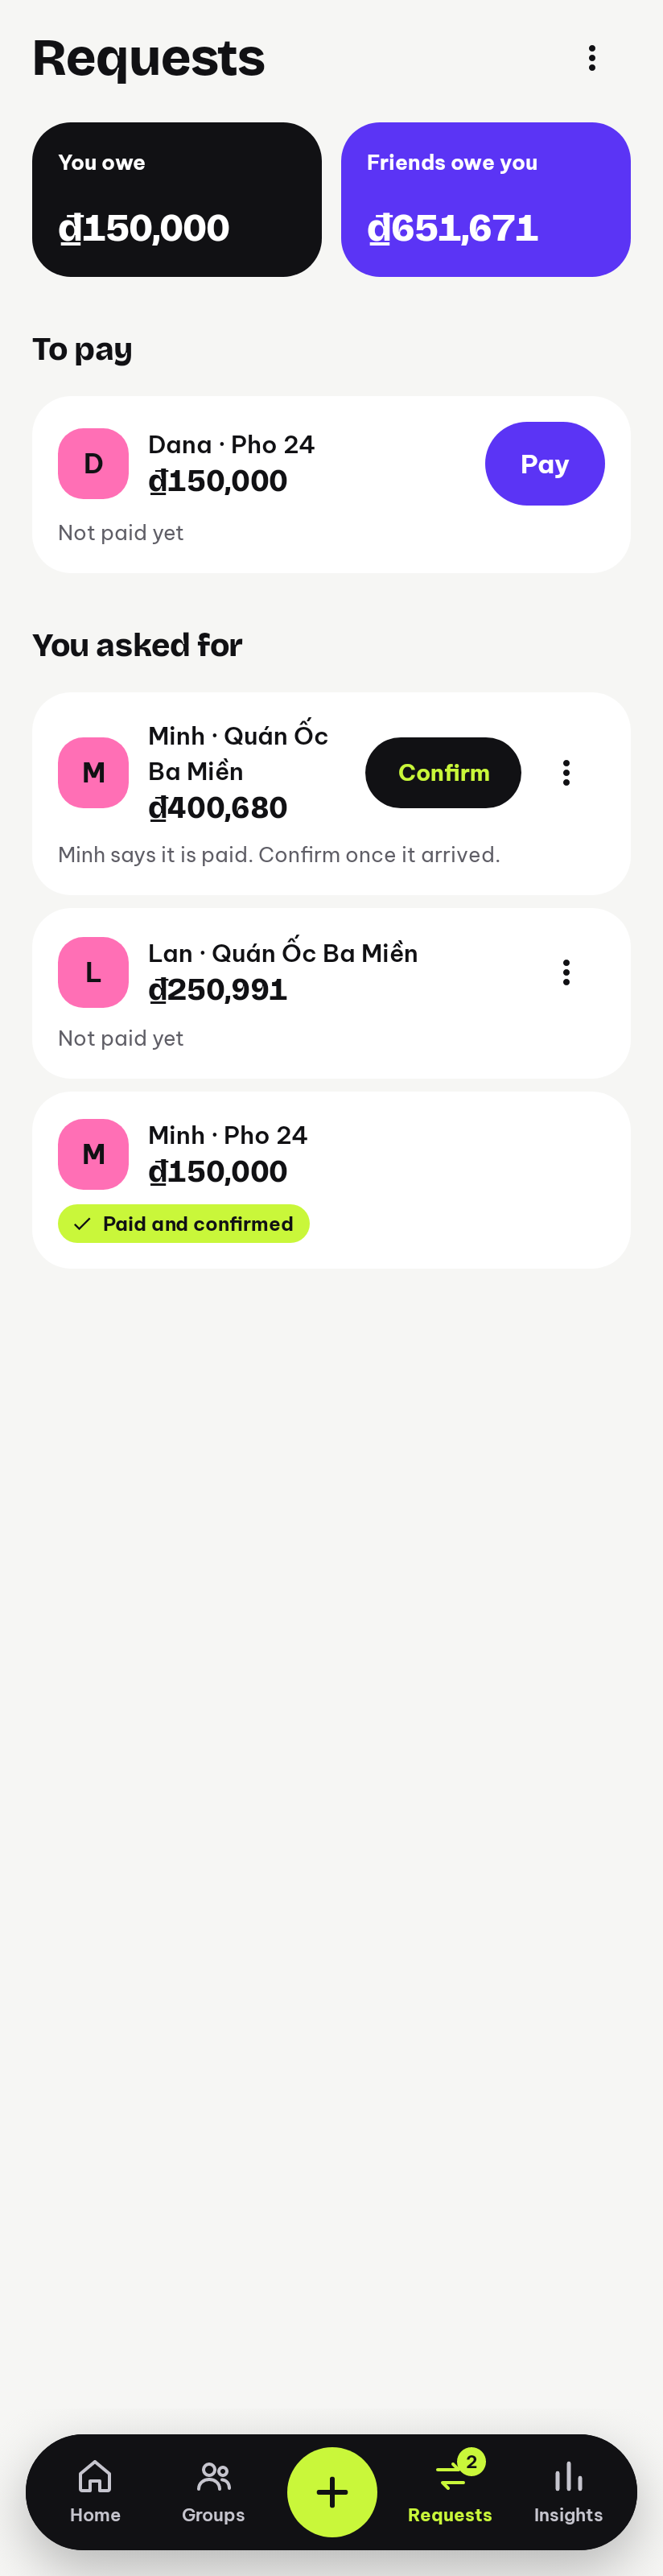 Requests
You owe
₫150,000
Friends owe you
₫651,671
To pay
D
Dana · Pho 24
₫150,000
Pay
Not paid yet
You asked for
M
Minh · Quán Ốc
Ba Miền
₫400,680
Confirm
Minh says it is paid. Confirm once it arrived.
L
Lan · Quán Ốc Ba Miền
₫250,991
Not paid yet
M
Minh · Pho 24
₫150,000
Paid and confirmed
Home
Groups
2
Requests
Insights